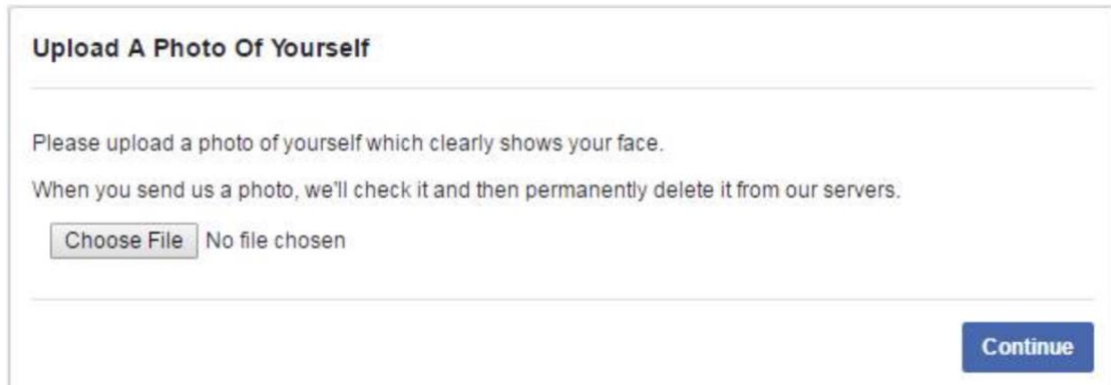 Upload A Photo Of Yourself
Please upload a photo of yourself which clearly shows your face.
When you send us a photo, we'll check it and then permanently delete it from our servers.
Choose File No file chosen
Continue